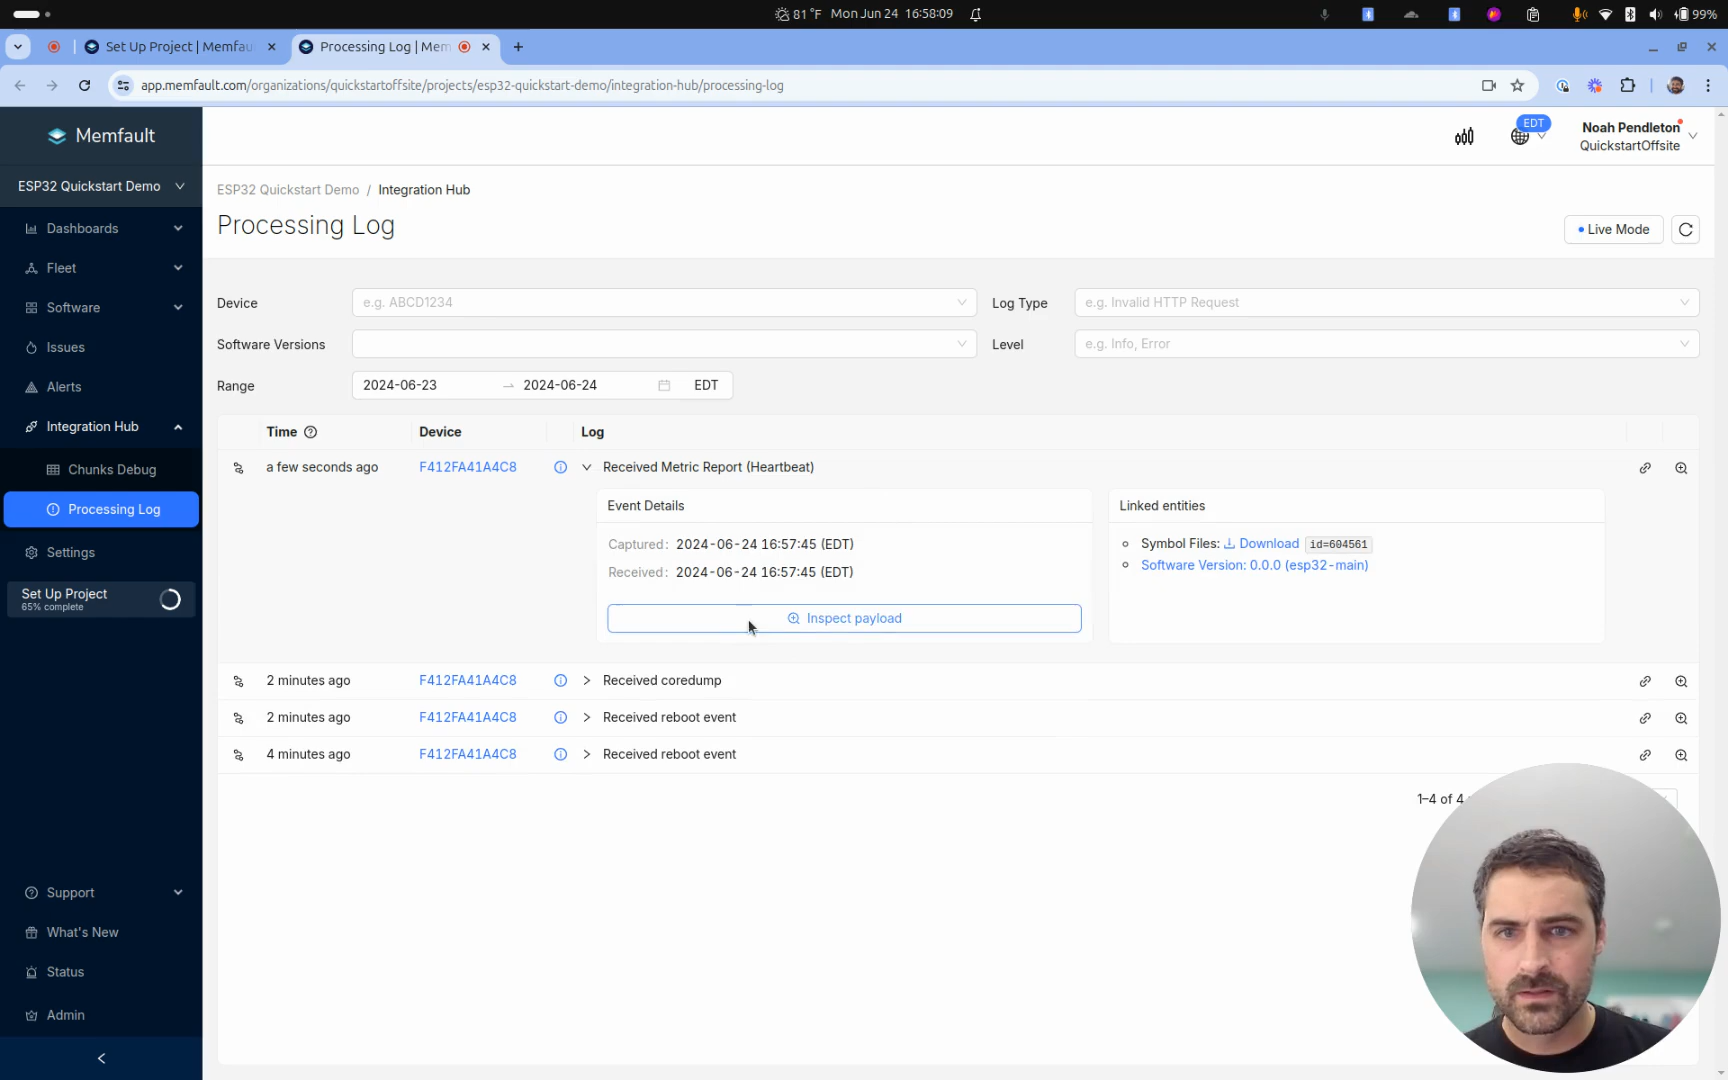 81 °F Mon Jun 24 16:58:09
99%
Set Up Project | Memfau
Processing Log | Mem
app.memfault.com/organizations/quickstartoffsite/projects/esp32-quickstart-demo/integration-hub/processing-log
Memfault
EDT
Noah Pendleton
QuickstartOffsite
ESP32 Quickstart Demo
ESP32 Quickstart Demo / Integration Hub
Processing Log
Live Mode
Dashboards
Fleet
Software
Issues
Alerts
Integration Hub
Chunks Debug
Processing Log
Settings
Set Up Project
65% complete
Support
What's New
Status
Admin
Device
e.g. ABCD1234
Log Type
e.g. Invalid HTTP Request
Software Versions
Level
e.g. Info, Error
Range
2024-06-23 → 2024-06-24
EDT
Time
Device
Log
a few seconds ago
F412FA41A4C8
Received Metric Report (Heartbeat)
Event Details
Captured: 2024-06-24 16:57:45 (EDT)
Received: 2024-06-24 16:57:45 (EDT)
Inspect payload
Linked entities
Symbol Files: Download id=604561
Software Version: 0.0.0 (esp32-main)
2 minutes ago F412FA41A4C8 Received coredump
2 minutes ago F412FA41A4C8 Received reboot event
4 minutes ago F412FA41A4C8 Received reboot event
1–4 of 4